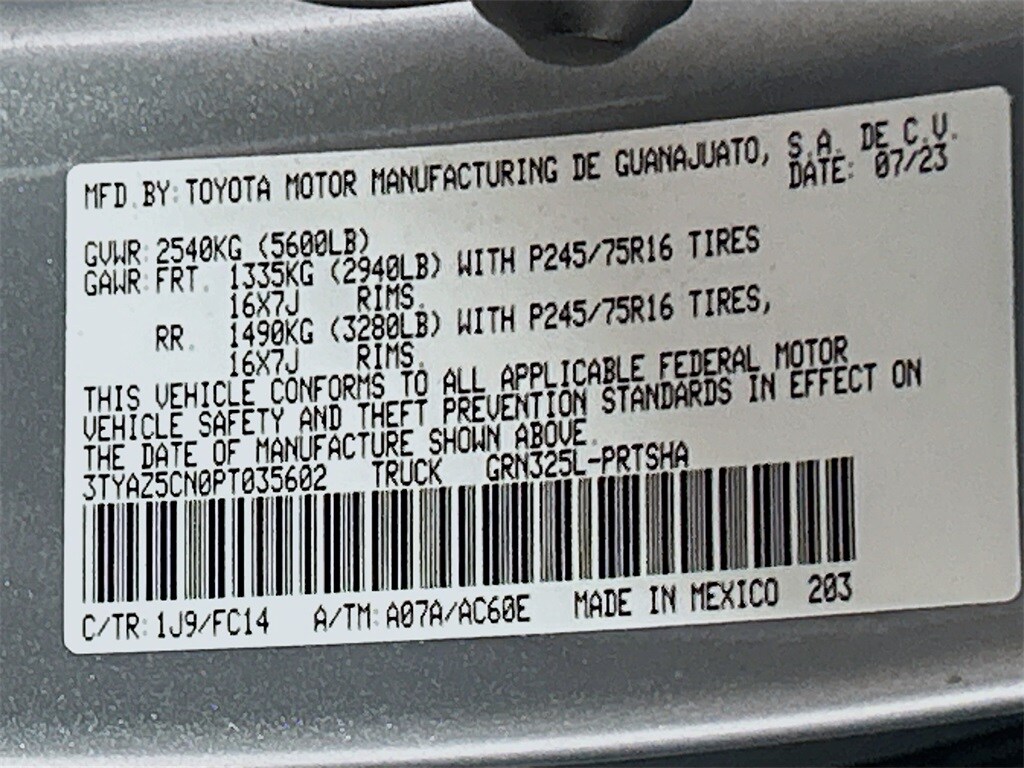 MFD. BY: TOYOTA MOTOR MANUFACTURING DE GUANAJUATO, S.A. DE C.V.
DATE: 07/23
GVWR: 2540KG (5600LB)
GAWR: FRT. 1335KG (2940LB) WITH P245/75R16 TIRES
16X7J RIMS.
RR. 1490KG (3280LB) WITH P245/75R16 TIRES,
16X7J RIMS.
THIS VEHICLE CONFORMS TO ALL APPLICABLE FEDERAL MOTOR
VEHICLE SAFETY AND THEFT PREVENTION STANDARDS IN EFFECT ON
THE DATE OF MANUFACTURE SHOWN ABOVE.
3TYAZ5CN0PT035602 TRUCK GRN325L-PRTSHA
C/TR: 1J9/FC14 A/TM: A07A/AC60E MADE IN MEXICO 203